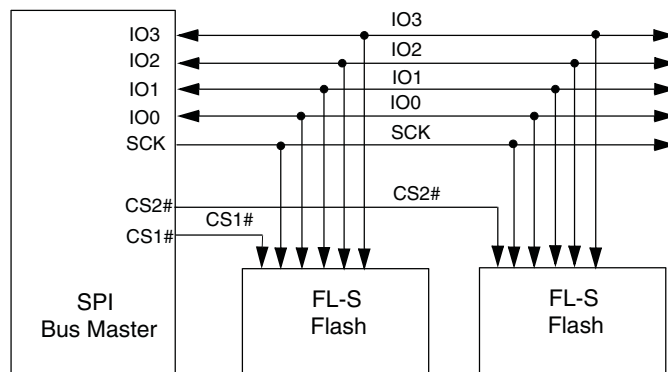 IO3 IO3
IO2 IO2
IO1 IO1
IO0 IO0
SCK SCK
CS2# CS2#
CS1# CS1#
SPI
Bus Master
FL-S
Flash
FL-S
Flash